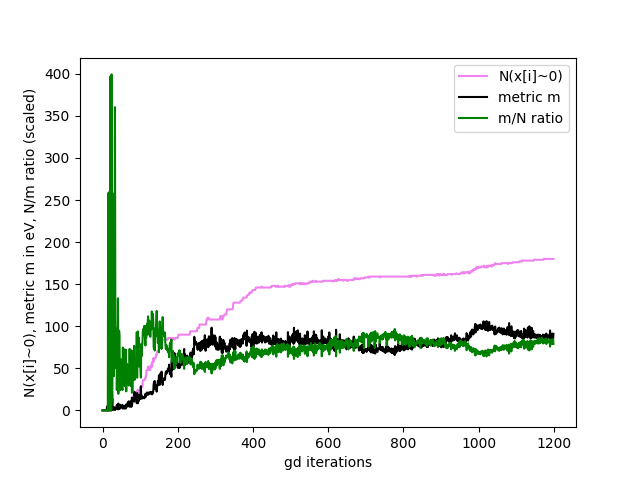 N(x[i]~0)
metric m
m/N ratio
400
350
300
250
200
150
100
50
0
N(x[i]~0), metric m in eV, N/m ratio (scaled)
0 200 400 600 800 1000 1200
gd iterations